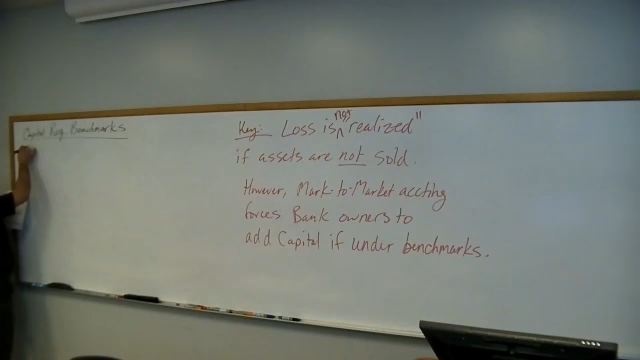 Capital Req. Benchmarks
Key: Loss is not realized"
if assets are not sold.
However, Mark-to-Market accting
forces Bank owners to
add Capital if under benchmarks.